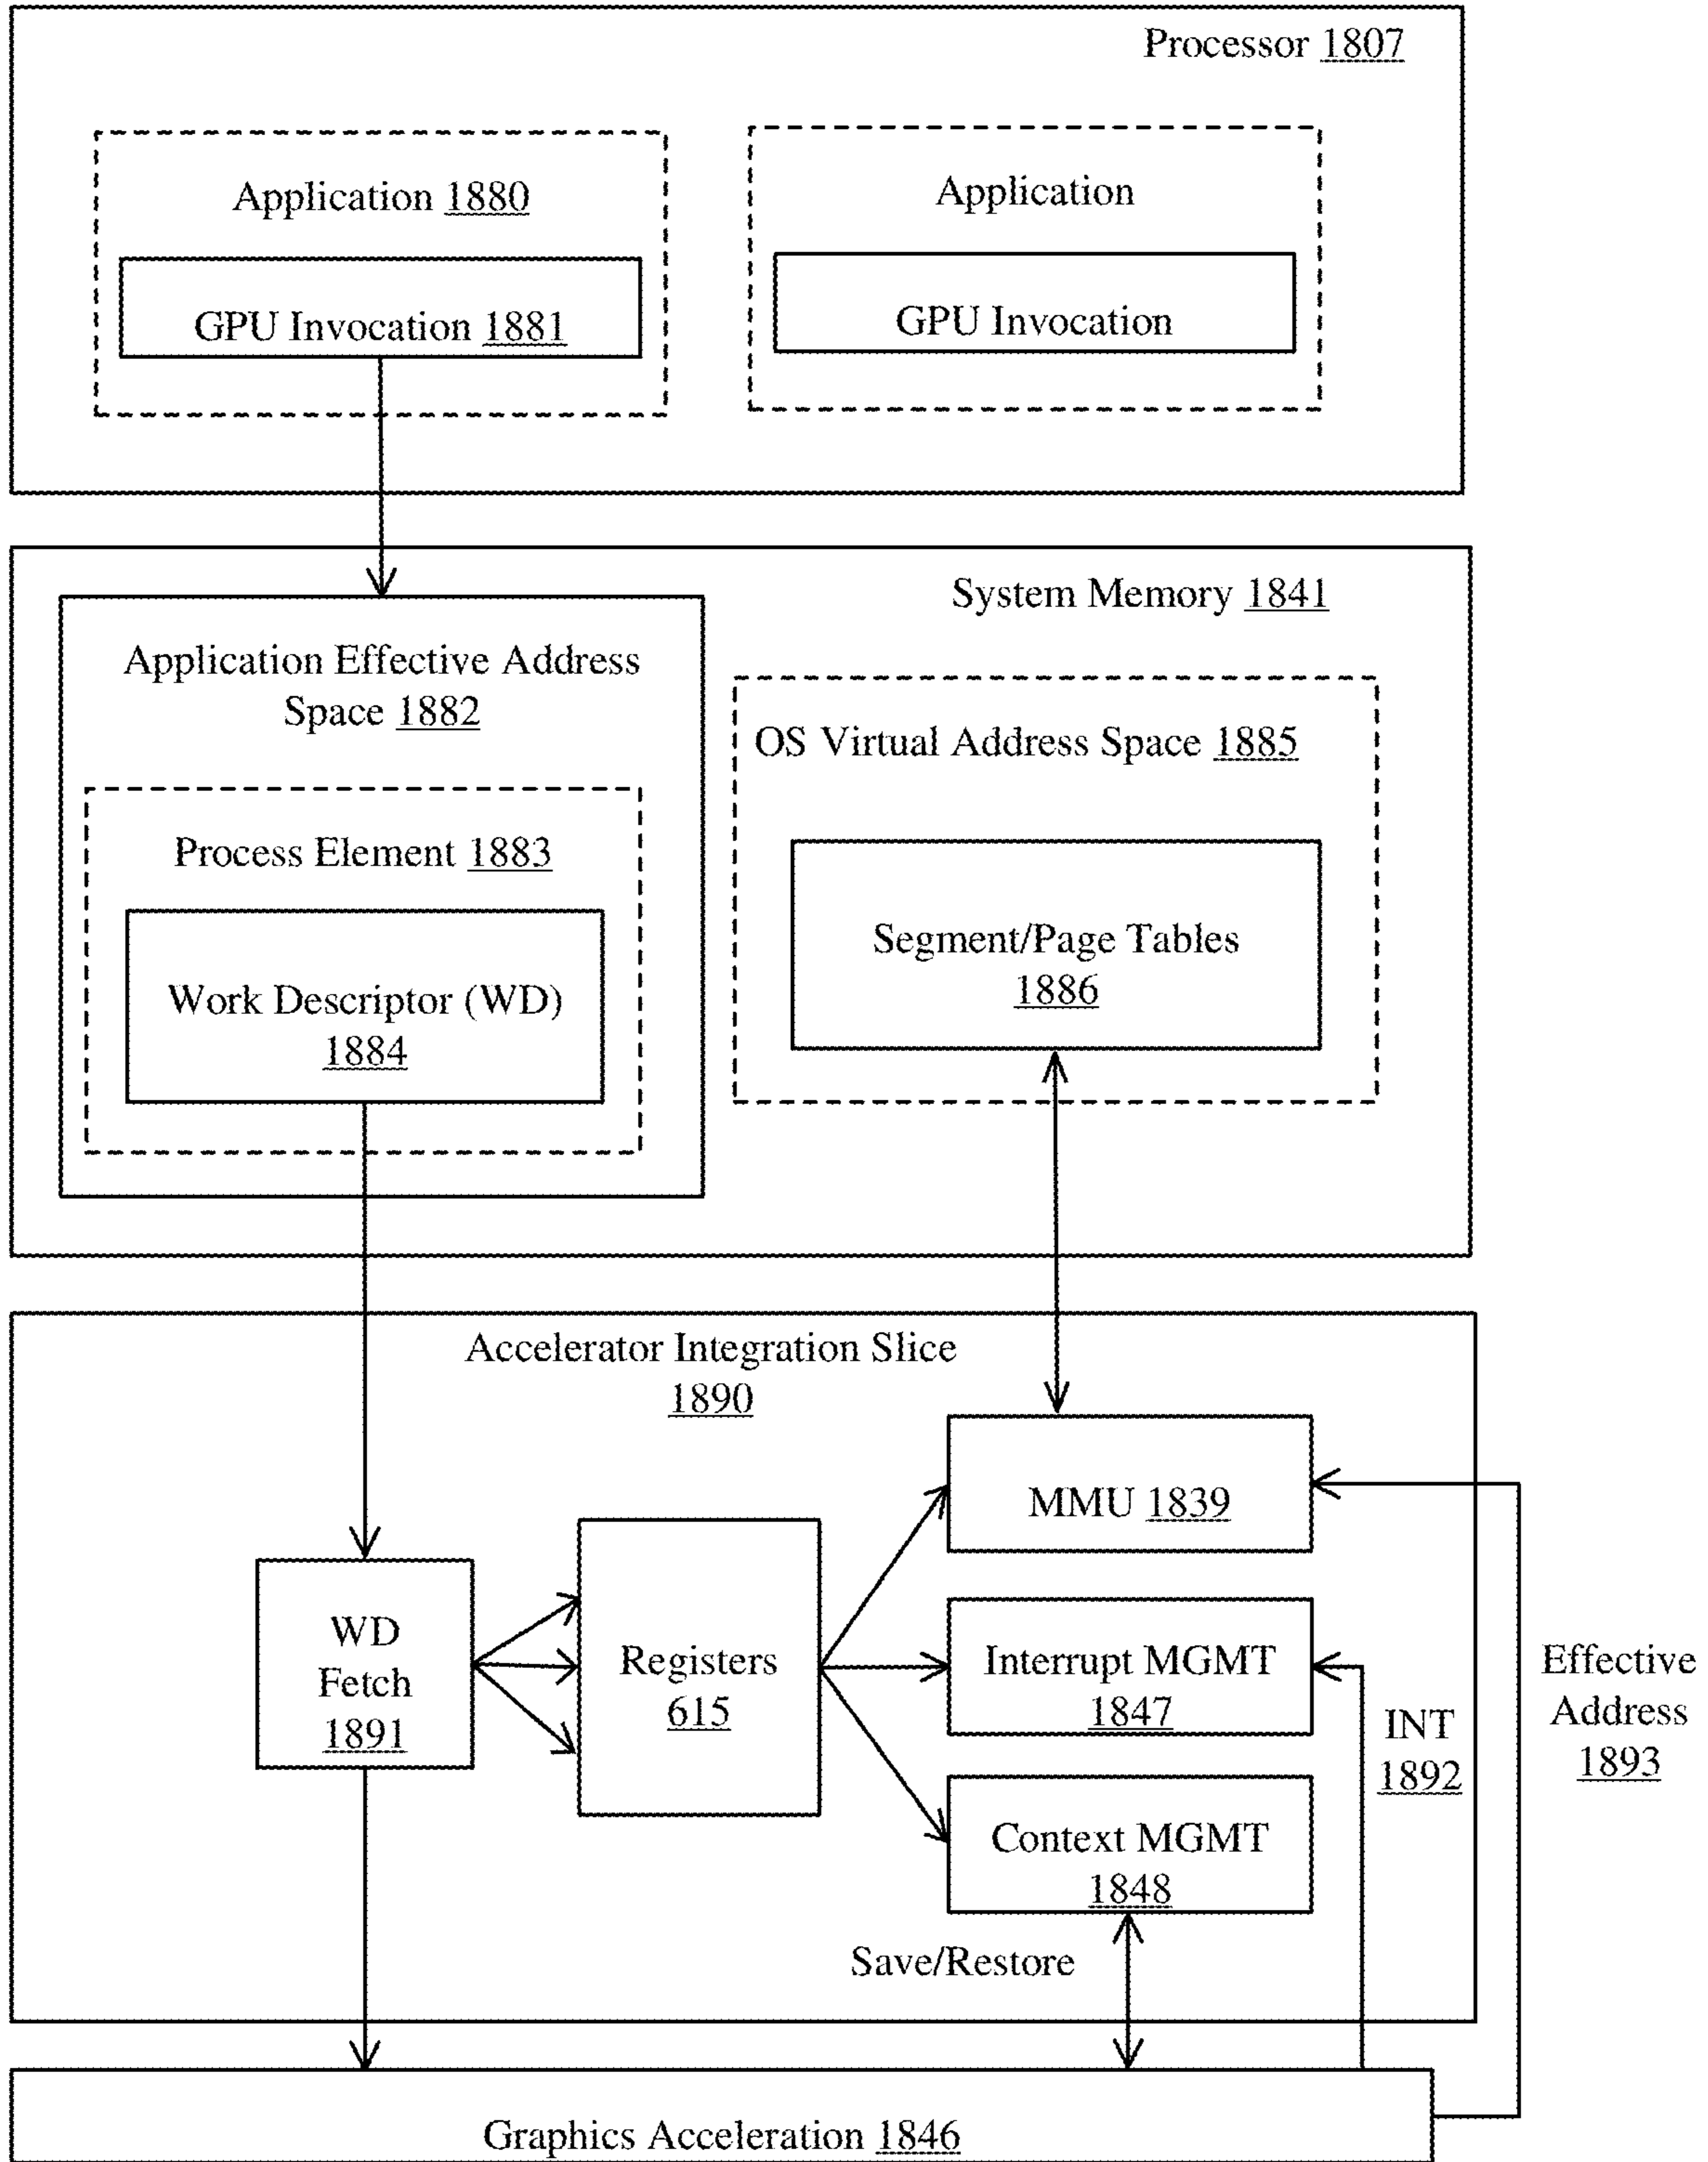 Processor 1807
Application 1880
GPU Invocation 1881
Application
GPU Invocation
System Memory 1841
Application Effective Address
Space 1882
Process Element 1883
Work Descriptor (WD)
1884
OS Virtual Address Space 1885
Segment/Page Tables
1886
Accelerator Integration Slice
1890
WD
Fetch
1891
Registers
615
MMU 1839
Interrupt MGMT
1847
Context MGMT
1848
Save/Restore
INT
1892
Effective
Address
1893
Graphics Acceleration 1846